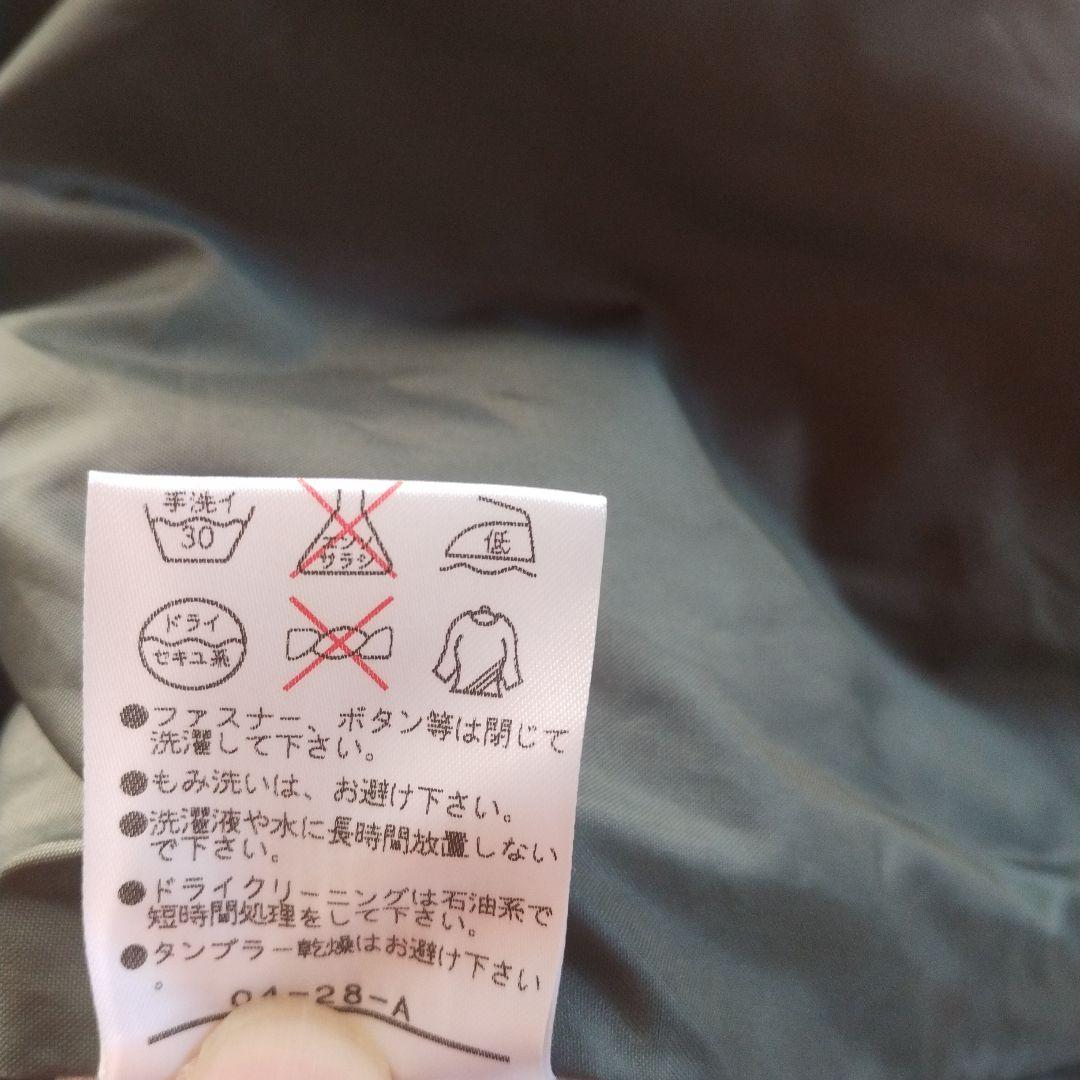 手洗イ
30
エンソ
サラシ
低
ドライ
セキユ系
●ファスナー、ボタン等は閉じて
洗濯して下さい。
●もみ洗いは、お避け下さい。
●洗濯液や水に長時間放置しない
で下さい。
●ドライクリーニングは石油系で
短時間処理をして下さい。
●タンブラー乾燥はお避け下さい
。
04-28-A